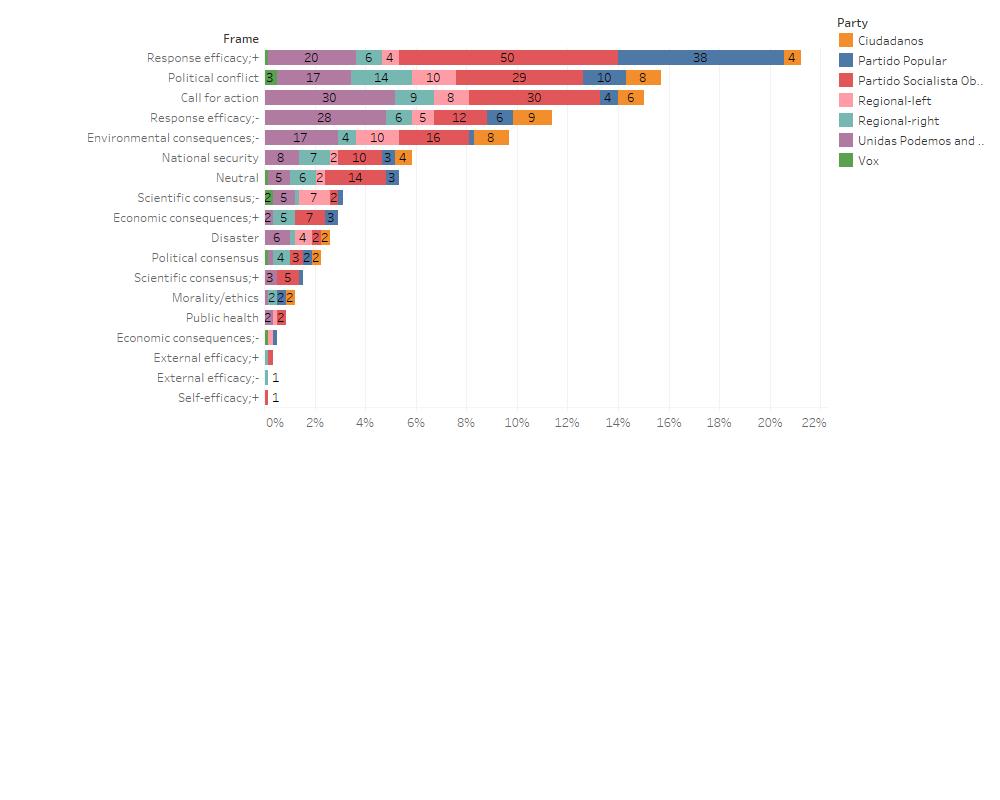 Party
Frame
Ciudadanos
Response efficacy;+ 20 6 4 50 38 4
Partido Popular
Political conflict 3 17 14 10 29 10 8
Partido Socialista Ob..
Call for action 30 9 8 30 4 6
Regional-left
Response efficacy;- 28 6 5 12 6 9
Regional-right
Environmental consequences;- 17 4 10 16 8
Unidas Podemos and ..
National security 8 7 2 10 3 4
Vox
Neutral 5 6 2 14 3
Scientific consensus;- 2 5 7 2
Economic consequences;+ 2 5 7 3
Disaster 6 4 2 2
Political consensus 4 3 2 2
Scientific consensus;+ 3 5
Morality/ethics 2 2 2
Public health 2 2
Economic consequences;-
External efficacy;+
External efficacy;- 1
Self-efficacy;+ 1
0% 2% 4% 6% 8% 10% 12% 14% 16% 18% 20% 22%